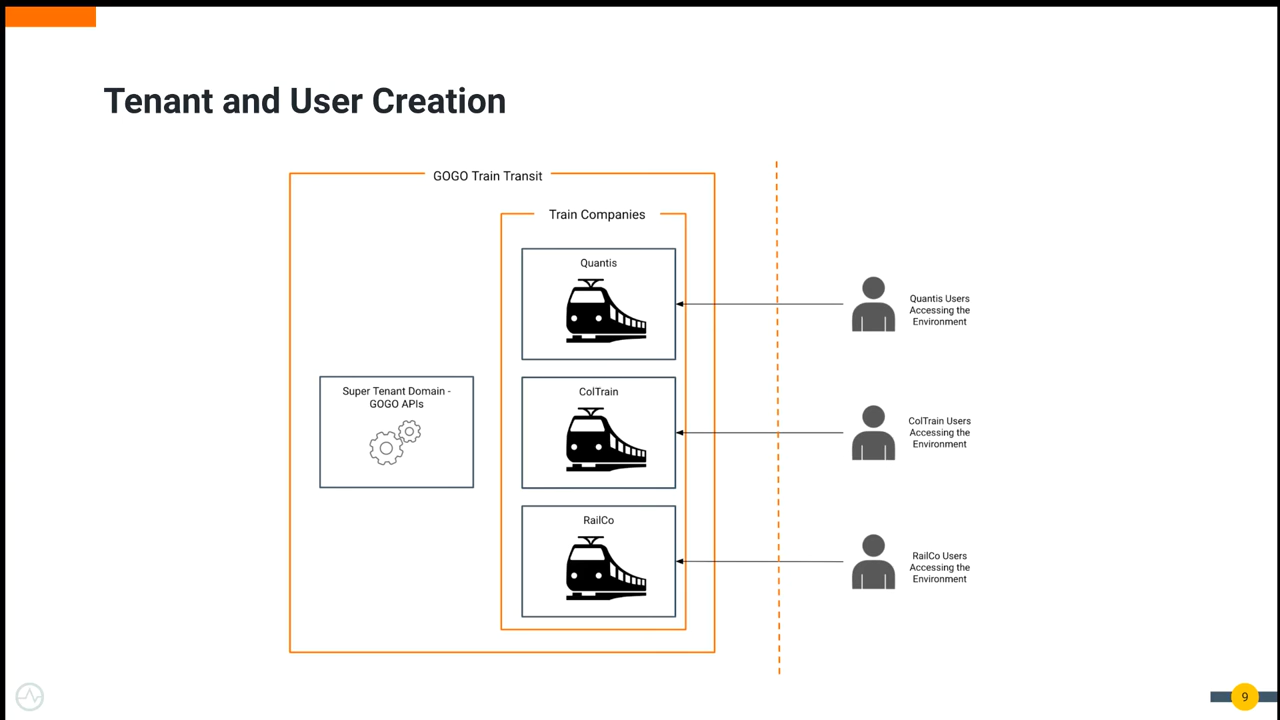 Tenant and User Creation
GOGO Train Transit
Train Companies
Quantis
Quantis Users
Accessing the
Environment
Super Tenant Domain -
GOGO APIs
ColTrain
ColTrain Users
Accessing the
Environment
RailCo
RailCo Users
Accessing the
Environment
9